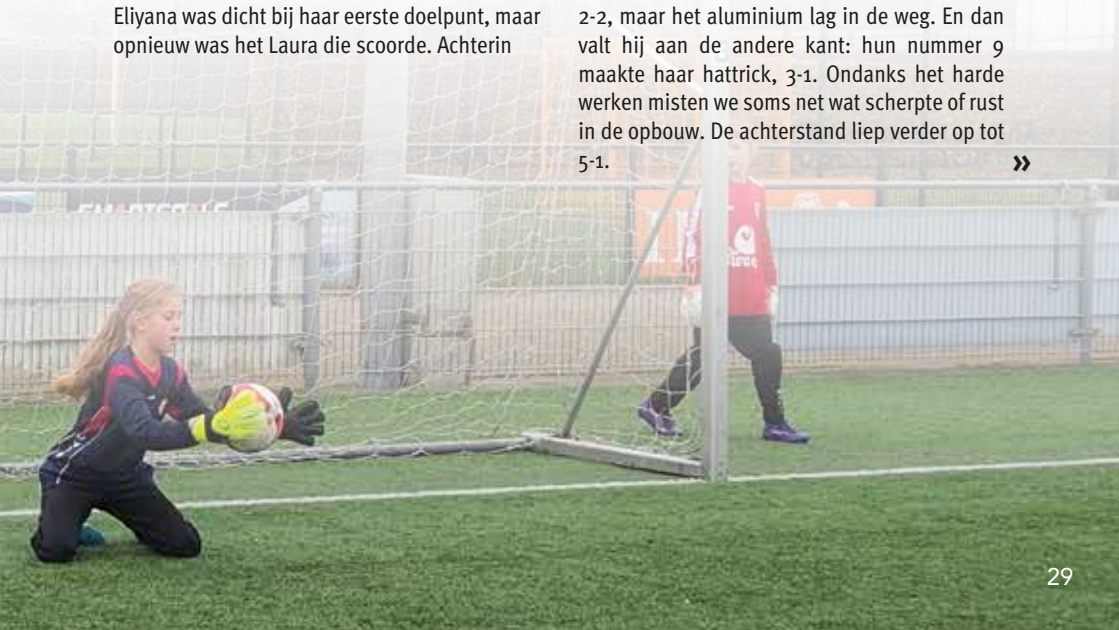 Eliyana was dicht bij haar eerste doelpunt, maar
opnieuw was het Laura die scoorde. Achterin
2-2, maar het aluminium lag in de weg. En dan
valt hij aan de andere kant: hun nummer 9
maakte haar hattrick, 3-1. Ondanks het harde
werken misten we soms net wat scherpte of rust
in de opbouw. De achterstand liep verder op tot
5-1.
»
29